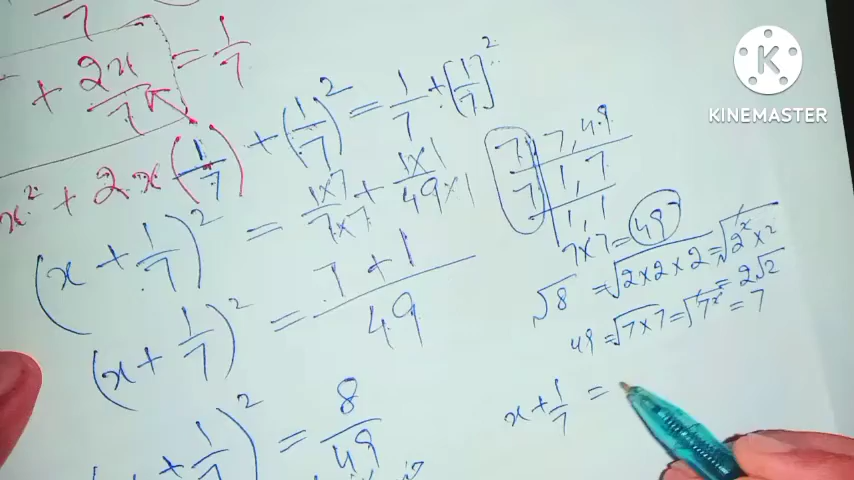 7
+ 2x/7 = 1/7
x² + 2.x(1/7) + (1/7)² = 1/7 + [1/7]²
(x + 1/7)² = 1×7/7×7 + 1×1/49×1
(x + 1/7)² = 7+1/49
+ 1/7)² = 8/49
K
KINEMASTER
7 | 7, 49
7 | 1, 7
1, 1
7×7 = 49
√8 = √2×2×2 = √2²×2
= 2√2
49 = √7×7 = √7² = 7
x + 1/7 =